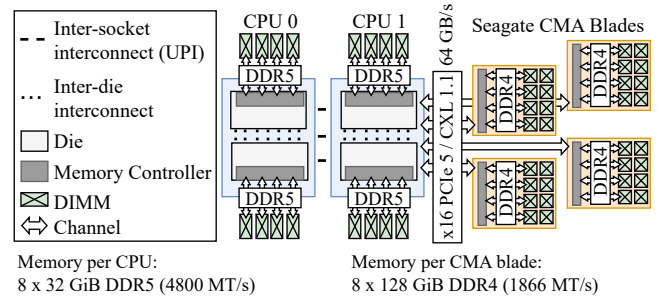 Inter-socket
interconnect (UPI)
Inter-die
interconnect
Die
Memory Controller
DIMM
Channel
CPU 0
CPU 1
DDR5
DDR5
DDR5
DDR5
x16 PCIe 5 / CXL 1.1 64 GB/s
Seagate CMA Blades
DDR4
DDR4
DDR4
DDR4
Memory per CPU:
8 x 32 GiB DDR5 (4800 MT/s)
Memory per CMA blade:
8 x 128 GiB DDR4 (1866 MT/s)